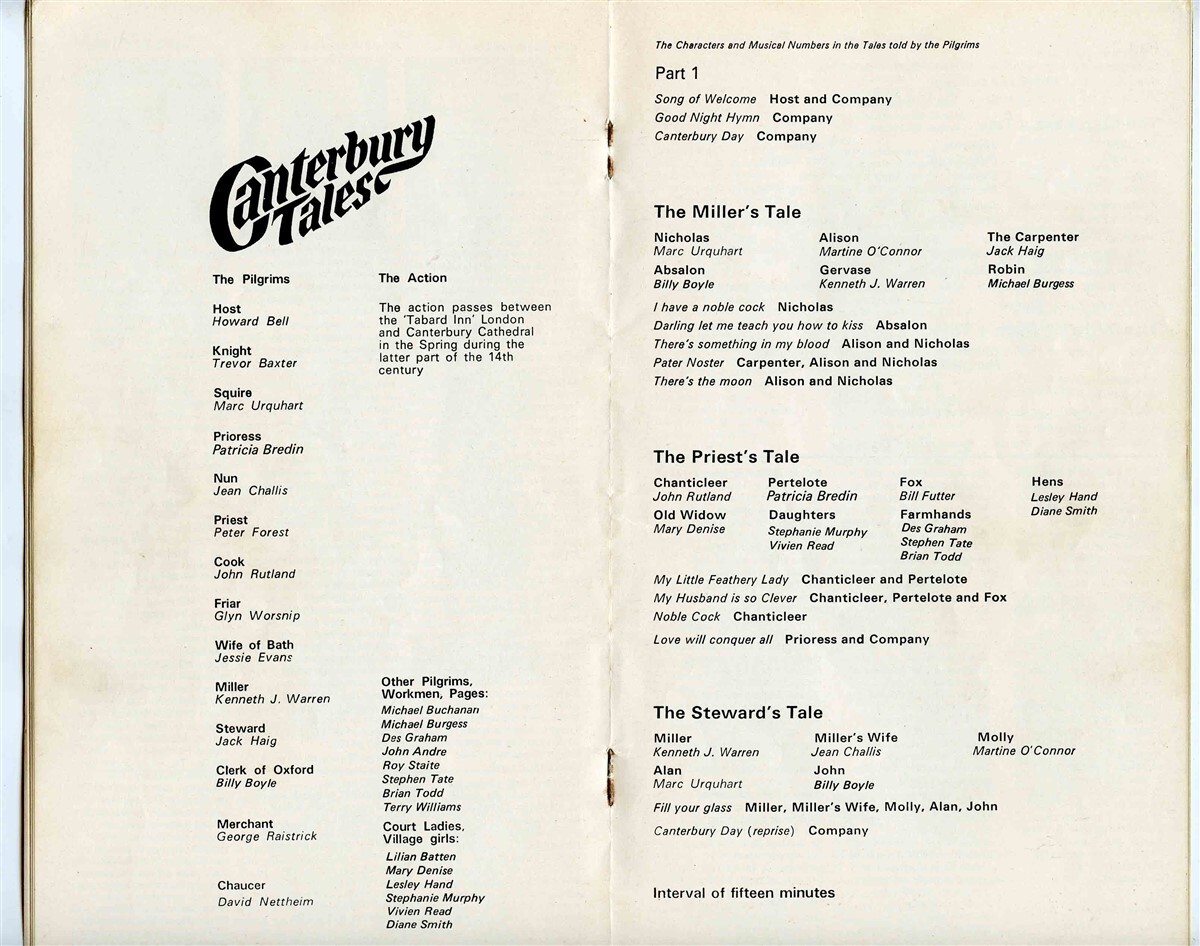 Canterbury
Tales
The Pilgrims
Host
Howard Bell
Knight
Trevor Baxter
Squire
Marc Urquhart
Prioress
Patricia Bredin
Nun
Jean Challis
Priest
Peter Forest
Cook
John Rutland
Friar
Glyn Worsnip
Wife of Bath
Jessie Evans
Miller
Kenneth J. Warren
Steward
Jack Haig
Clerk of Oxford
Billy Boyle
Merchant
George Raistrick
Chaucer
David Nettheim
The Action
The action passes between
the 'Tabard Inn' London
and Canterbury Cathedral
in the Spring during the
latter part of the 14th
century
Other Pilgrims,
Workmen, Pages:
Michael Buchanan
Michael Burgess
Des Graham
John Andre
Roy Staite
Stephen Tate
Brian Todd
Terry Williams
Court Ladies,
Village girls:
Lilian Batten
Mary Denise
Lesley Hand
Stephanie Murphy
Vivien Read
Diane Smith
The Characters and Musical Numbers in the Tales told by the Pilgrims
Part 1
Song of Welcome Host and Company
Good Night Hymn Company
Canterbury Day Company
The Miller's Tale
Nicholas Alison The Carpenter
Marc Urquhart Martine O'Connor Jack Haig
Absalon Gervase Robin
Billy Boyle Kenneth J. Warren Michael Burgess
I have a noble cock Nicholas
Darling let me teach you how to kiss Absalon
There's something in my blood Alison and Nicholas
Pater Noster Carpenter, Alison and Nicholas
There's the moon Alison and Nicholas
The Priest's Tale
Chanticleer Pertelote Fox Hens
John Rutland Patricia Bredin Bill Futter Lesley Hand
Diane Smith
Old Widow Daughters Farmhands
Mary Denise Stephanie Murphy Des Graham
Vivien Read Stephen Tate
Brian Todd
My Little Feathery Lady Chanticleer and Pertelote
My Husband is so Clever Chanticleer, Pertelote and Fox
Noble Cock Chanticleer
Love will conquer all Prioress and Company
The Steward's Tale
Miller Miller's Wife Molly
Kenneth J. Warren Jean Challis Martine O'Connor
Alan John
Marc Urquhart Billy Boyle
Fill your glass Miller, Miller's Wife, Molly, Alan, John
Canterbury Day (reprise) Company
Interval of fifteen minutes